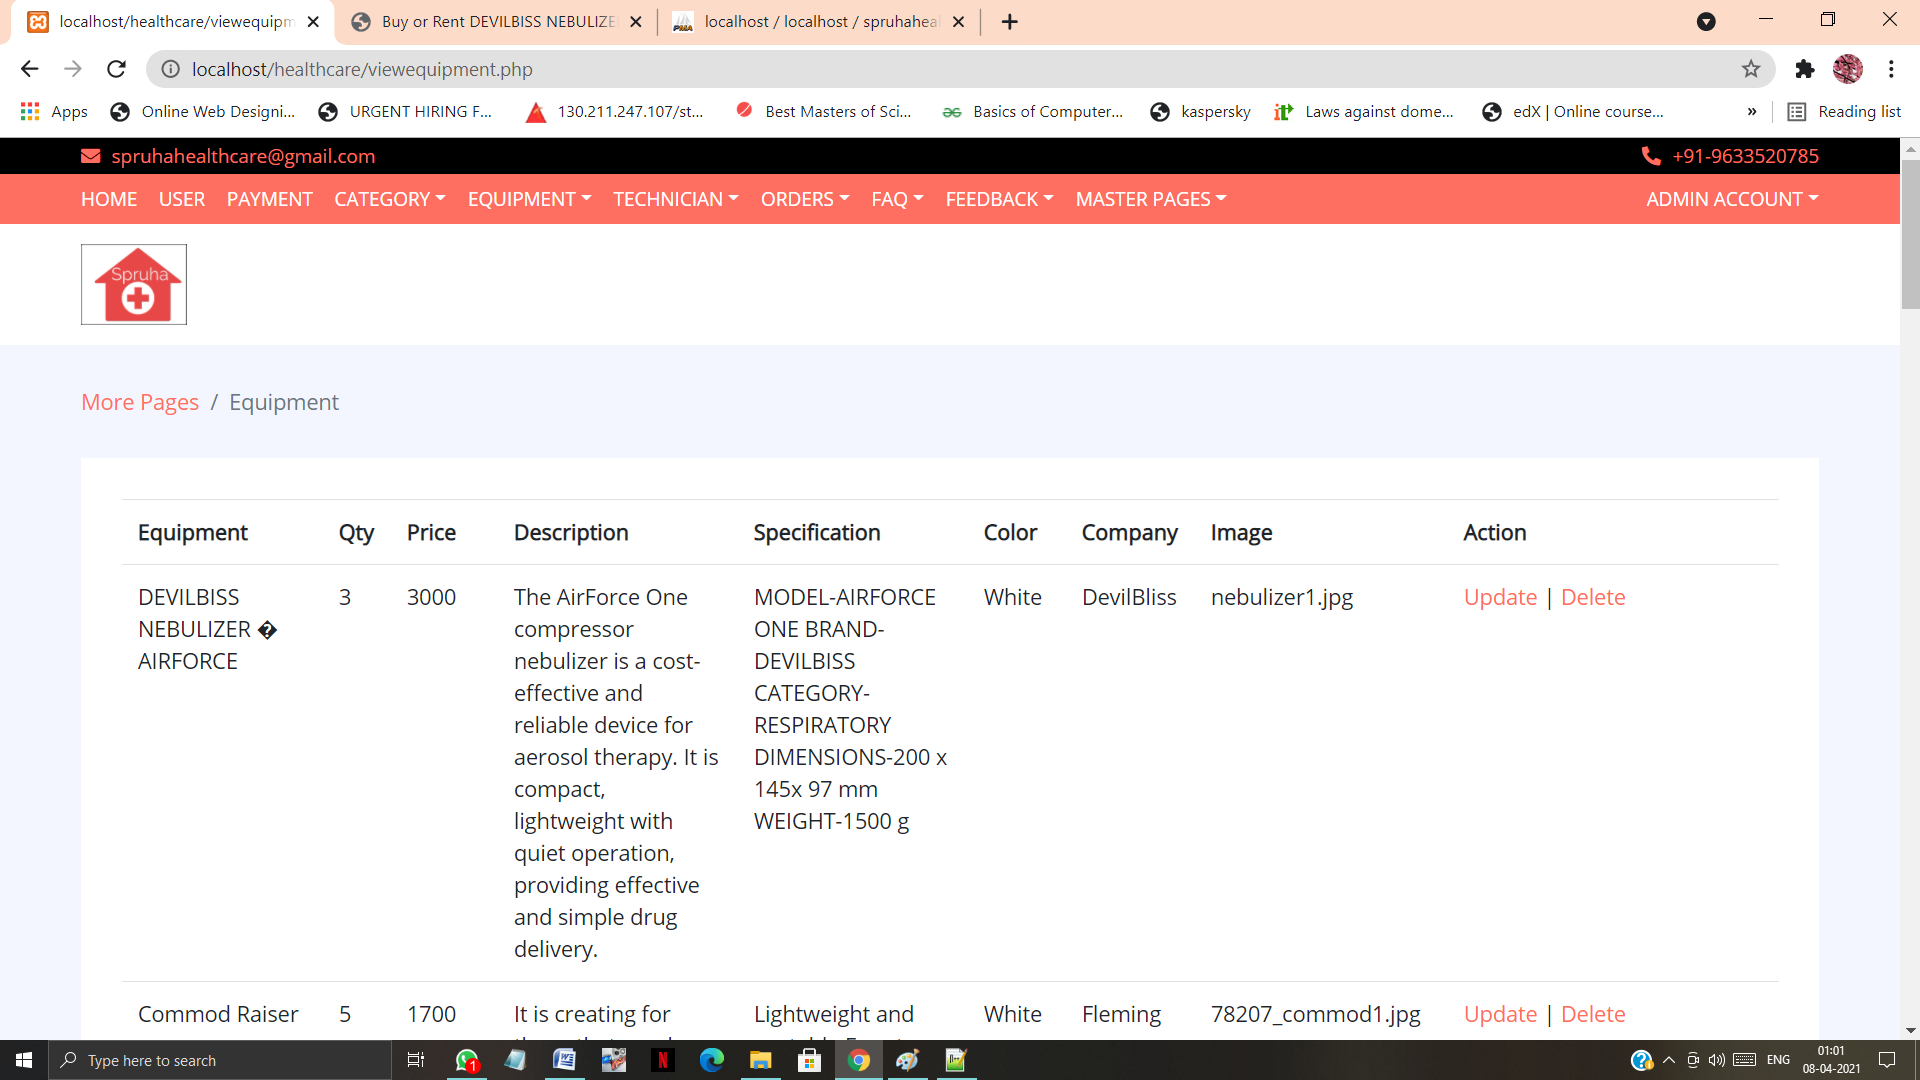 localhost/healthcare/viewequipm
Buy or Rent DEVILBISS NEBULIZE
localhost / localhost / spruhaheal
localhost/healthcare/viewequipment.php
Apps
Online Web Designi...
URGENT HIRING F...
130.211.247.107/st...
Best Masters of Sci...
Basics of Computer...
kaspersky
Laws against dome...
edX | Online course...
»
Reading list
spruhahealthcare@gmail.com
+91-9633520785
HOME USER PAYMENT CATEGORY EQUIPMENT TECHNICIAN ORDERS FAQ FEEDBACK MASTER PAGES ADMIN ACCOUNT
Spruha
More Pages / Equipment
Equipment Qty Price Description Specification Color Company Image Action
DEVILBISS
NEBULIZER �
AIRFORCE
3
3000
The AirForce One
compressor
nebulizer is a cost-
effective and
reliable device for
aerosol therapy. It is
compact,
lightweight with
quiet operation,
providing effective
and simple drug
delivery.
MODEL-AIRFORCE
ONE BRAND-
DEVILBISS
CATEGORY-
RESPIRATORY
DIMENSIONS-200 x
145x 97 mm
WEIGHT-1500 g
White
DevilBliss
nebulizer1.jpg
Update | Delete
Commod Raiser
5
1700
It is creating for
Lightweight and
White
Fleming
78207_commod1.jpg
Update | Delete
Type here to search
1
ENG
01:01
08-04-2021